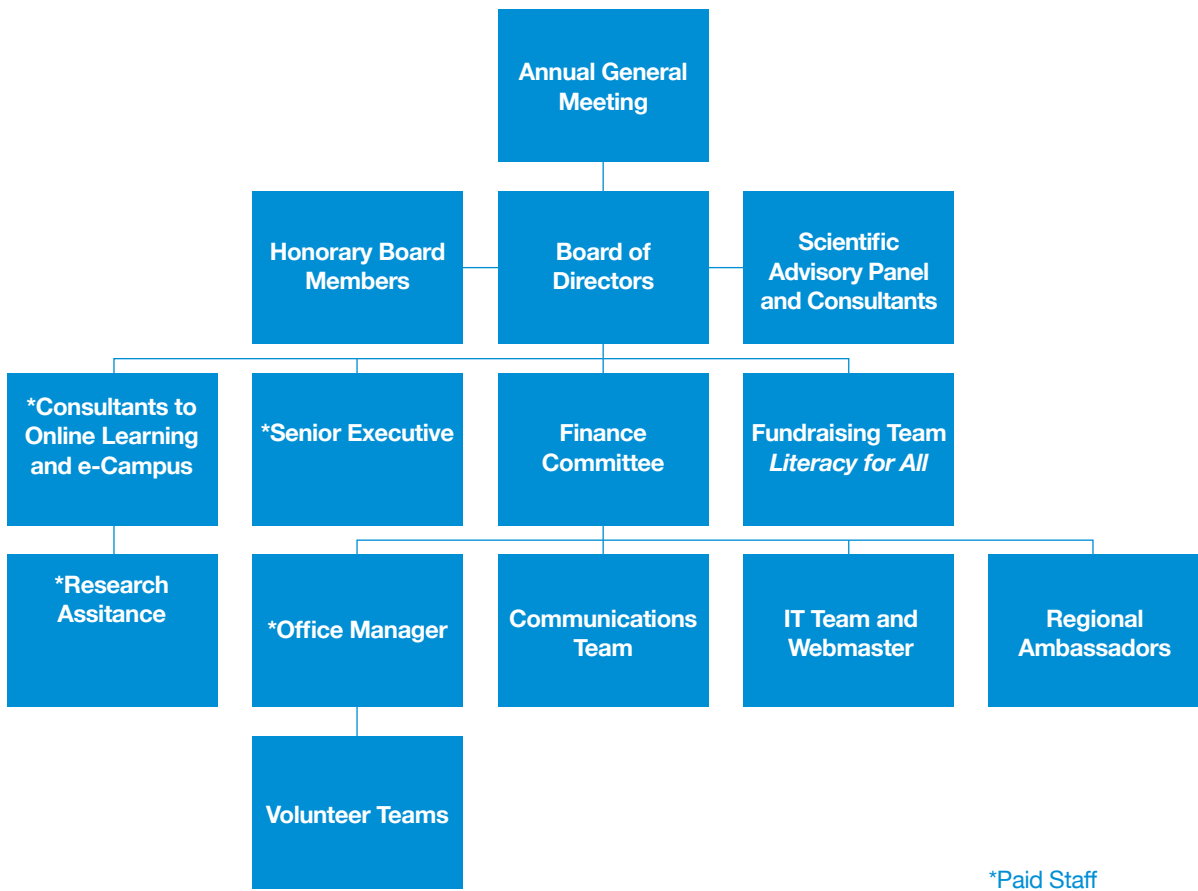 Annual General
Meeting
Honorary Board
Members
Board of
Directors
Scientific
Advisory Panel
and Consultants
*Consultants to
Online Learning
and e-Campus
*Senior Executive
Finance
Committee
Fundraising Team
Literacy for All
*Research
Assitance
*Office Manager
Communications
Team
IT Team and
Webmaster
Regional
Ambassadors
Volunteer Teams
*Paid Staff